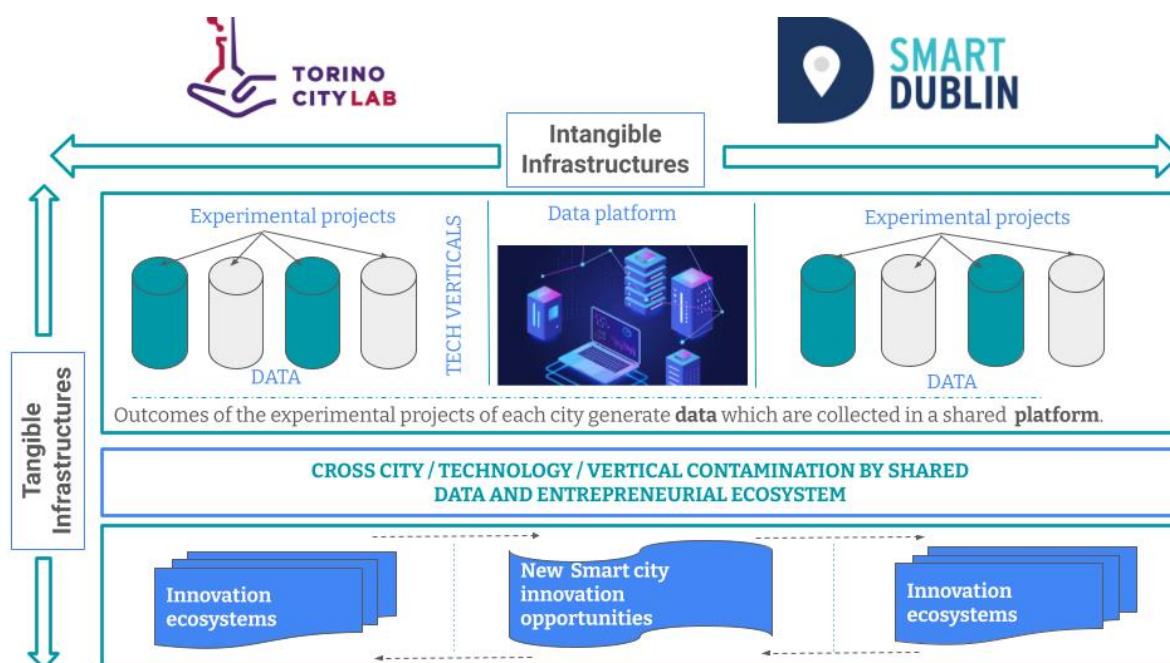 TORINO
CITYLAB
SMART
DUBLIN
Intangible
Infrastructures
Tangible
Infrastructures
Experimental projects
TECH VERTICALS
Data platform
Experimental projects
DATA
DATA
Outcomes of the experimental projects of each city generate data which are collected in a shared platform.
CROSS CITY / TECHNOLOGY / VERTICAL CONTAMINATION BY SHARED
DATA AND ENTREPRENEURIAL ECOSYSTEM
Innovation
ecosystems
New Smart city
innovation
opportunities
Innovation
ecosystems